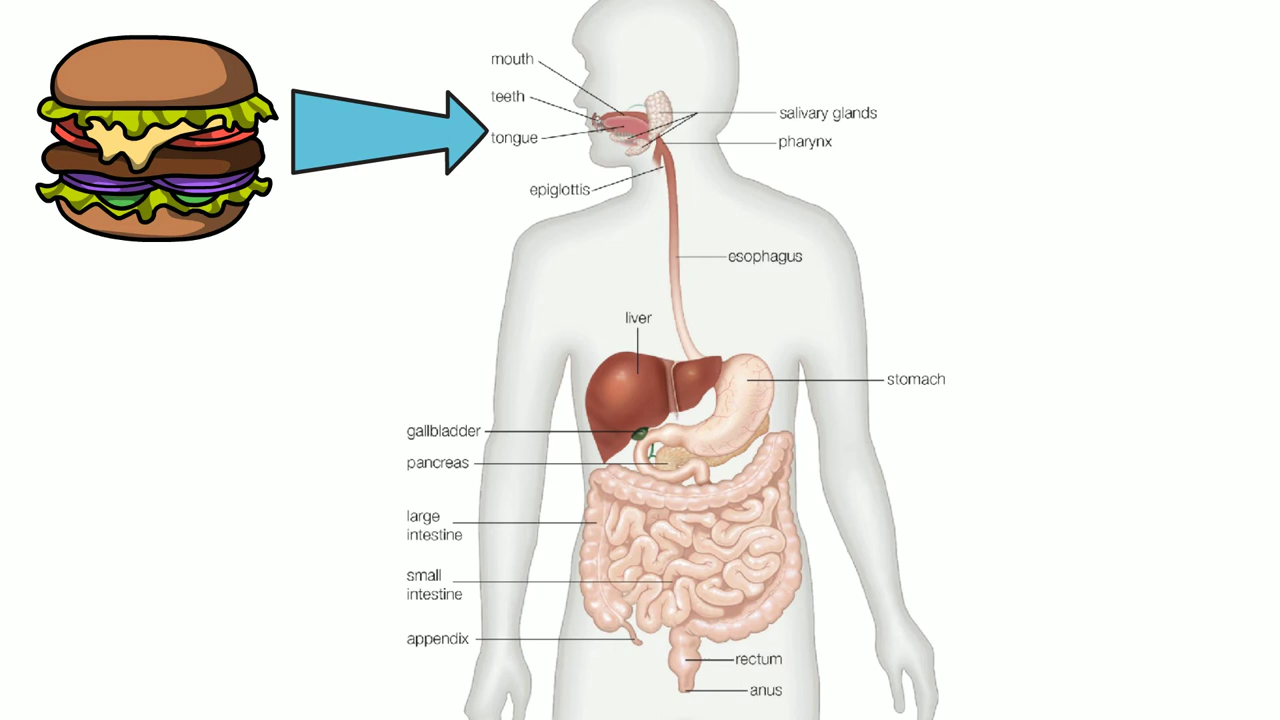 mouth
teeth
salivary glands
tongue
pharynx
epiglottis
esophagus
liver
stomach
gallbladder
pancreas
large
intestine
small
intestine
appendix
rectum
anus